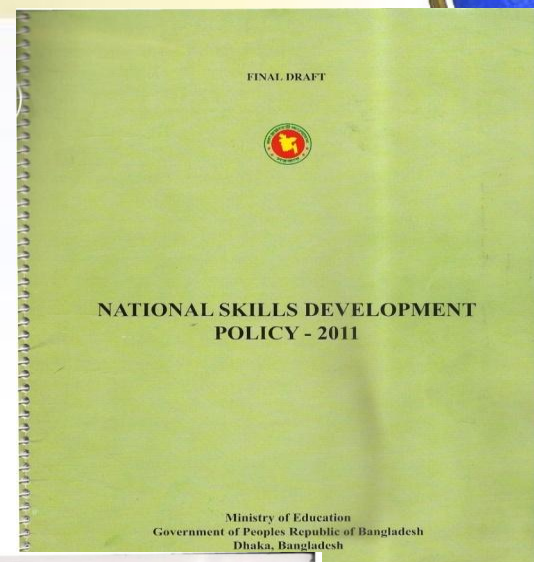 FINAL DRAFT
NATIONAL SKILLS DEVELOPMENT
POLICY - 2011
Ministry of Education
Government of Peoples Republic of Bangladesh
Dhaka, Bangladesh